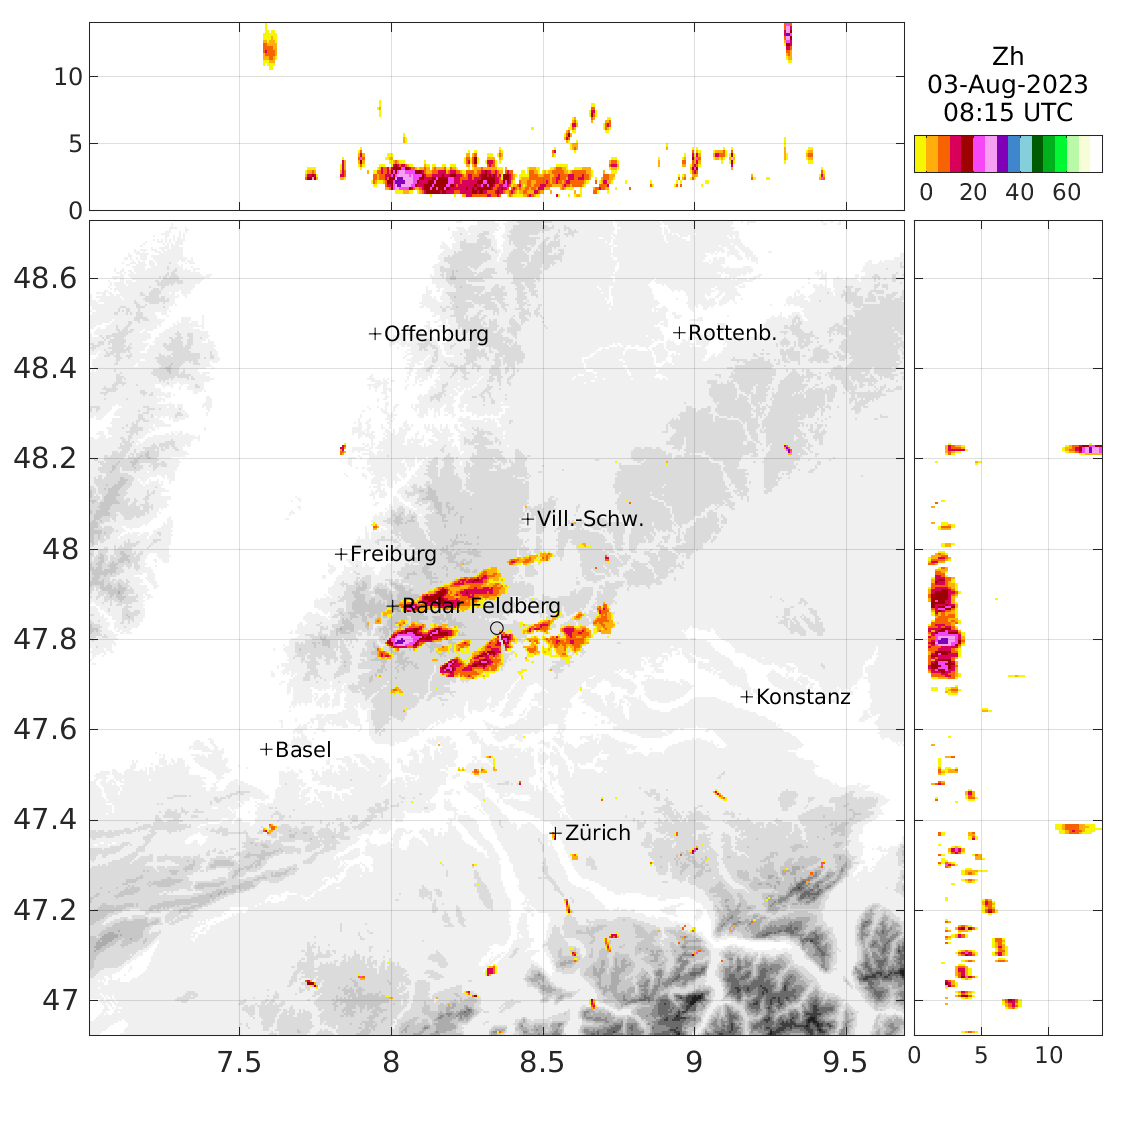 10
5
0
Zh
03-Aug-2023
08:15 UTC
0 20 40 60
48.6
48.4
48.2
48
47.8
47.6
47.4
47.2
47
Offenburg
Rottenb.
Vill.-Schw.
Freiburg
Radar Feldberg
Konstanz
Basel
Zürich
7.5 8 8.5 9 9.5
0 5 10